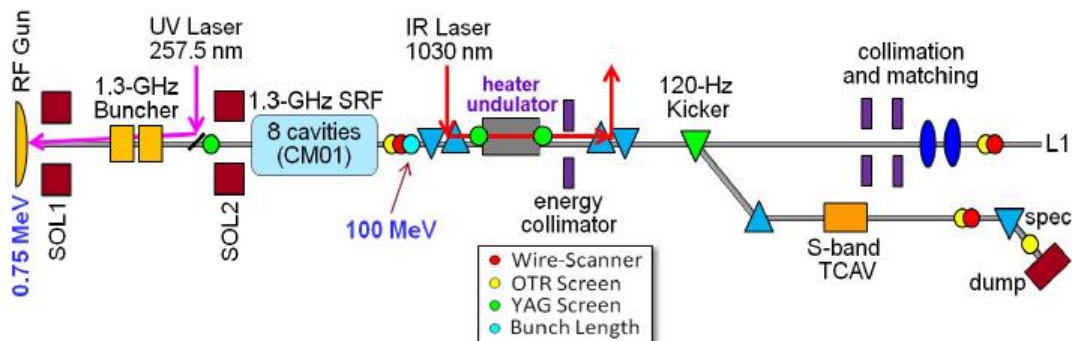 RF Gun
0.75 MeV
SOL1
1.3-GHz
Buncher
UV Laser
257.5 nm
SOL2
1.3-GHz SRF
8 cavities
(CM01)
100 MeV
IR Laser
1030 nm
heater
undulator
energy
collimator
120-Hz
Kicker
collimation
and matching
L1
S-band
TCAV
spec
dump
Wire-Scanner
OTR Screen
YAG Screen
Bunch Length